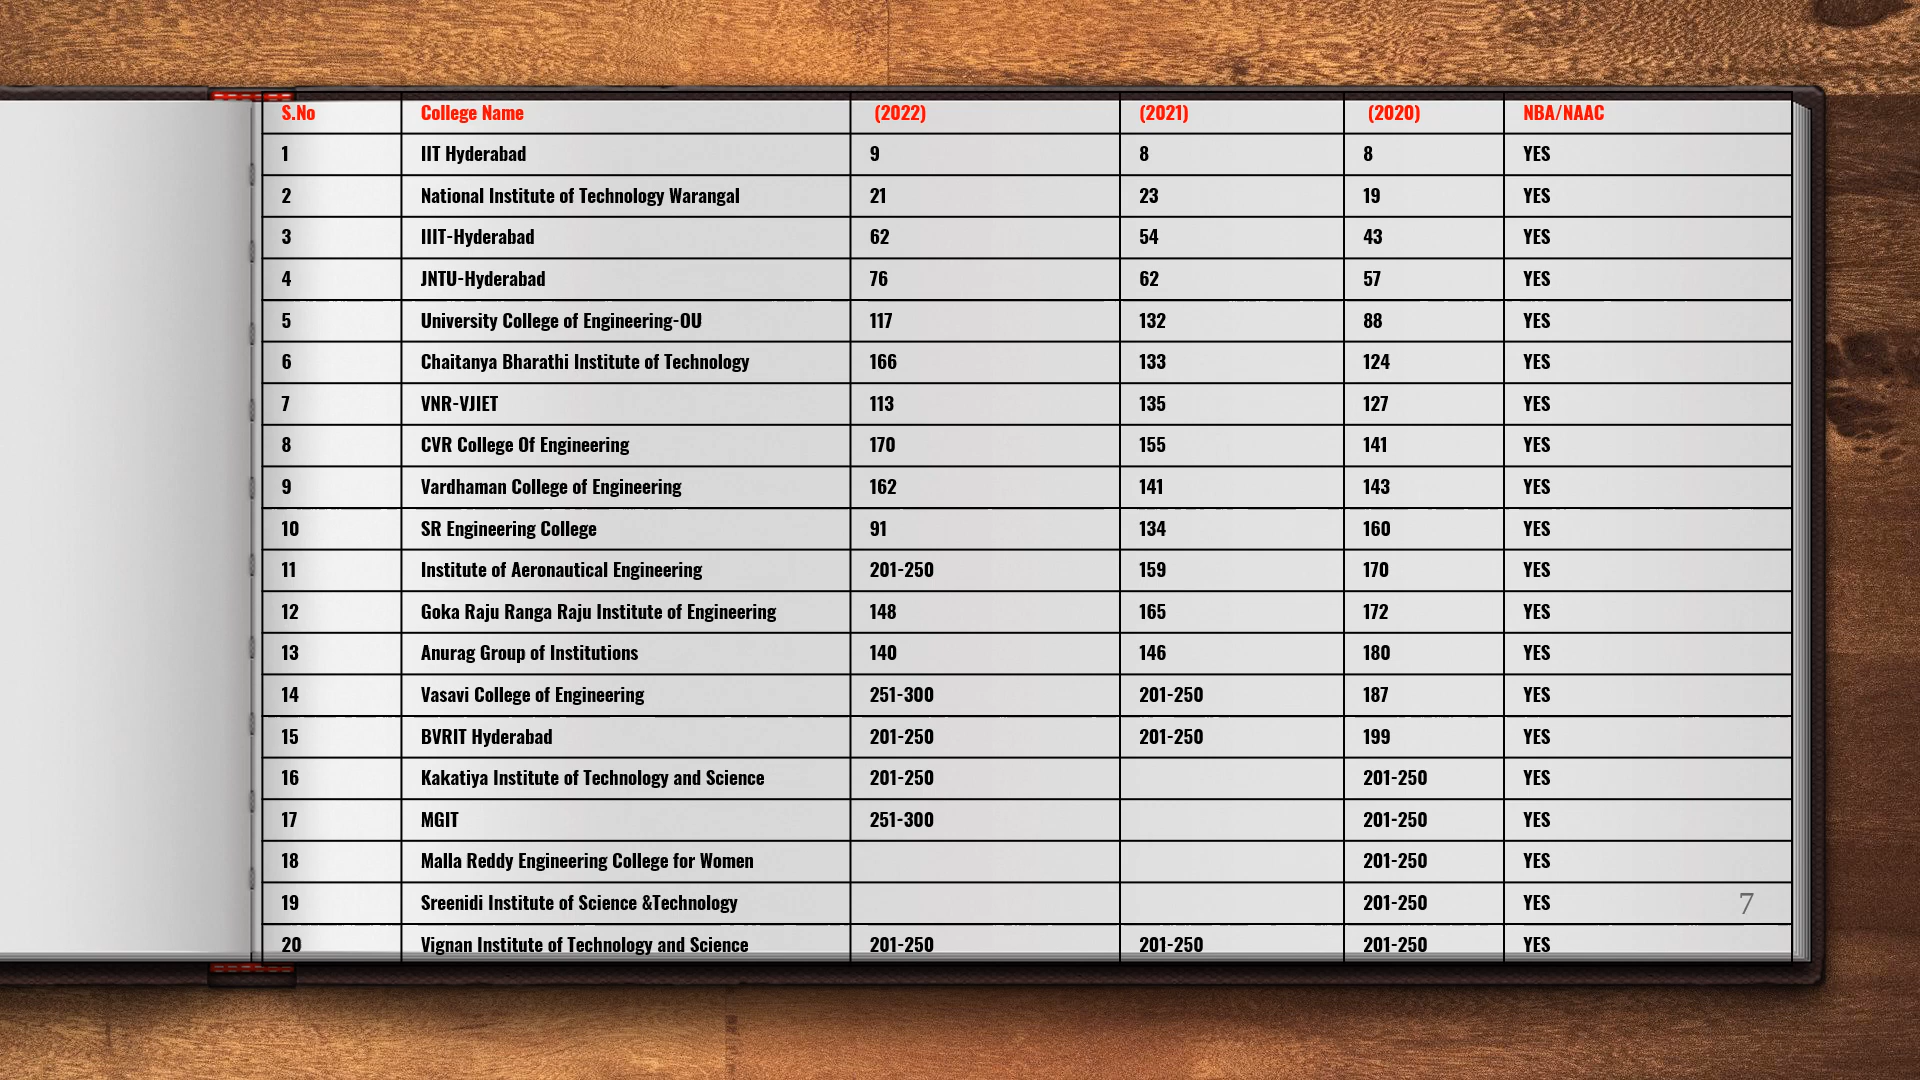 S.No College Name (2022) (2021) (2020) NBA/NAAC
1 IIT Hyderabad 9 8 8 YES
2 National Institute of Technology Warangal 21 23 19 YES
3 IIIT-Hyderabad 62 54 43 YES
4 JNTU-Hyderabad 76 62 57 YES
5 University College of Engineering-OU 117 132 88 YES
6 Chaitanya Bharathi Institute of Technology 166 133 124 YES
7 VNR-VJIET 113 135 127 YES
8 CVR College Of Engineering 170 155 141 YES
9 Vardhaman College of Engineering 162 141 143 YES
10 SR Engineering College 91 134 160 YES
11 Institute of Aeronautical Engineering 201-250 159 170 YES
12 Goka Raju Ranga Raju Institute of Engineering 148 165 172 YES
13 Anurag Group of Institutions 140 146 180 YES
14 Vasavi College of Engineering 251-300 201-250 187 YES
15 BVRIT Hyderabad 201-250 201-250 199 YES
16 Kakatiya Institute of Technology and Science 201-250 201-250 YES
17 MGIT 251-300 201-250 YES
18 Malla Reddy Engineering College for Women 201-250 YES
19 Sreenidi Institute of Science &Technology 201-250 YES
7
20 Vignan Institute of Technology and Science 201-250 201-250 201-250 YES